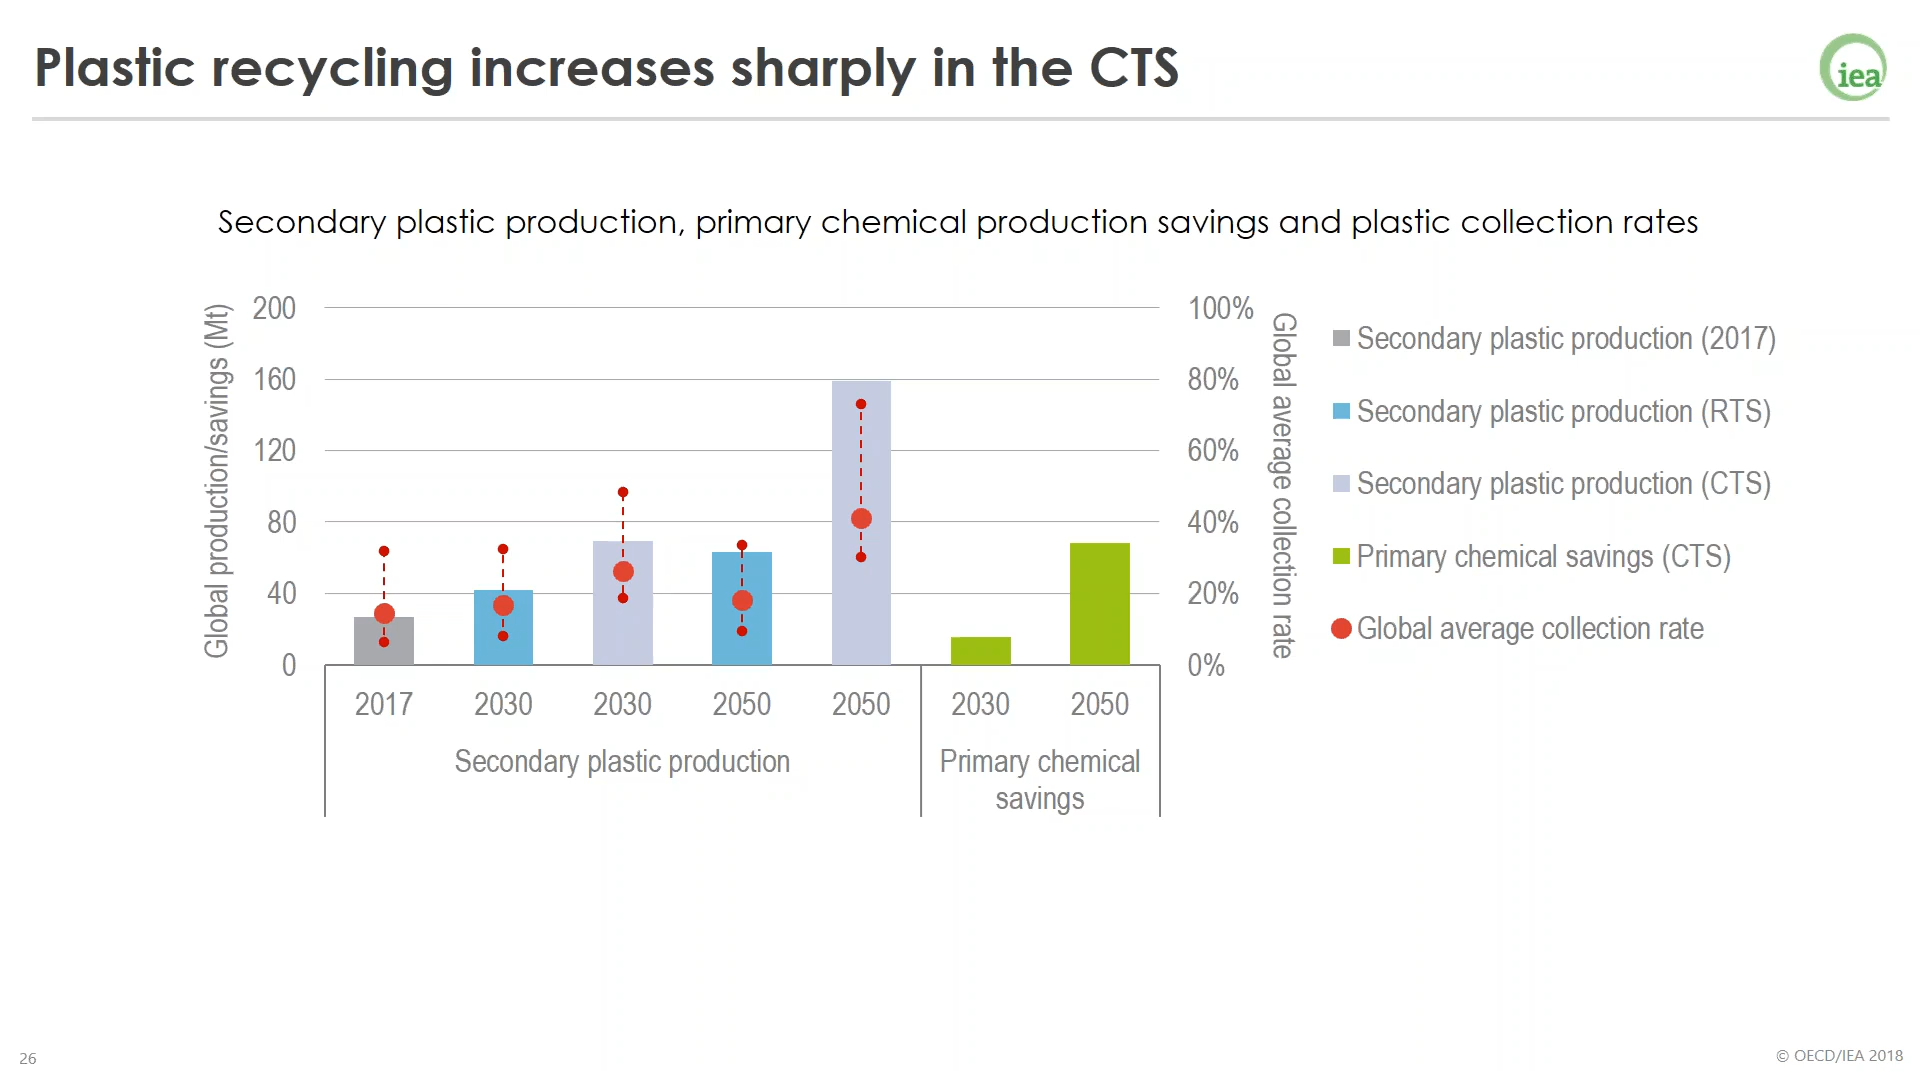 Plastic recycling increases sharply in the CTS
iea
Secondary plastic production, primary chemical production savings and plastic collection rates
Global production/savings (Mt)
200
160
120
80
40
0
100%
80%
60%
40%
20%
0%
Global average collection rate
2017
2030
2030
2050
2050
2030
2050
Secondary plastic production
Primary chemical
savings
Secondary plastic production (2017)
Secondary plastic production (RTS)
Secondary plastic production (CTS)
Primary chemical savings (CTS)
Global average collection rate
26
© OECD/IEA 2018